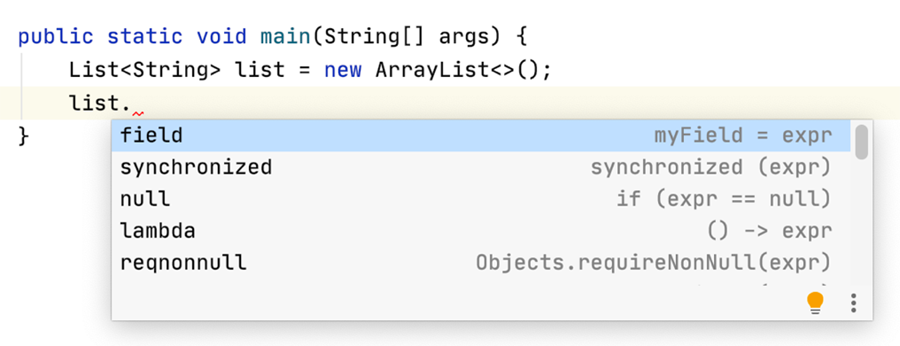 public static void main(String[] args) {
List<String> list = new ArrayList<>();
list.
}
field myField = expr
synchronized synchronized (expr)
null if (expr == null)
lambda () -> expr
reqnonnull Objects.requireNonNull(expr)